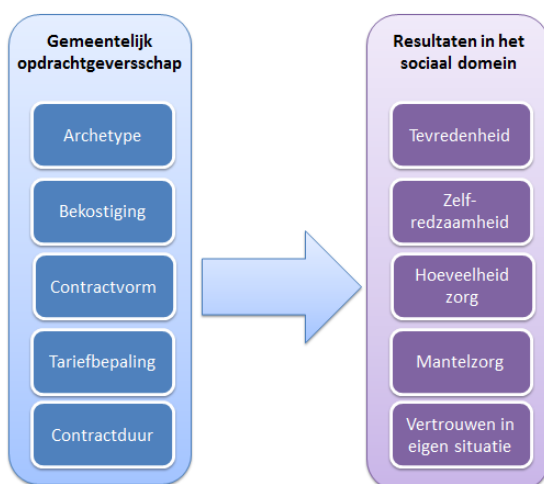 Gemeentelijk
opdrachtgeversschap
Archetype
Bekostiging
Contractvorm
Tariefbepaling
Contractduur
Resultaten in het
sociaal domein
Tevredenheid
Zelf-
redzaamheid
Hoeveelheid
zorg
Mantelzorg
Vertrouwen in
eigen situatie